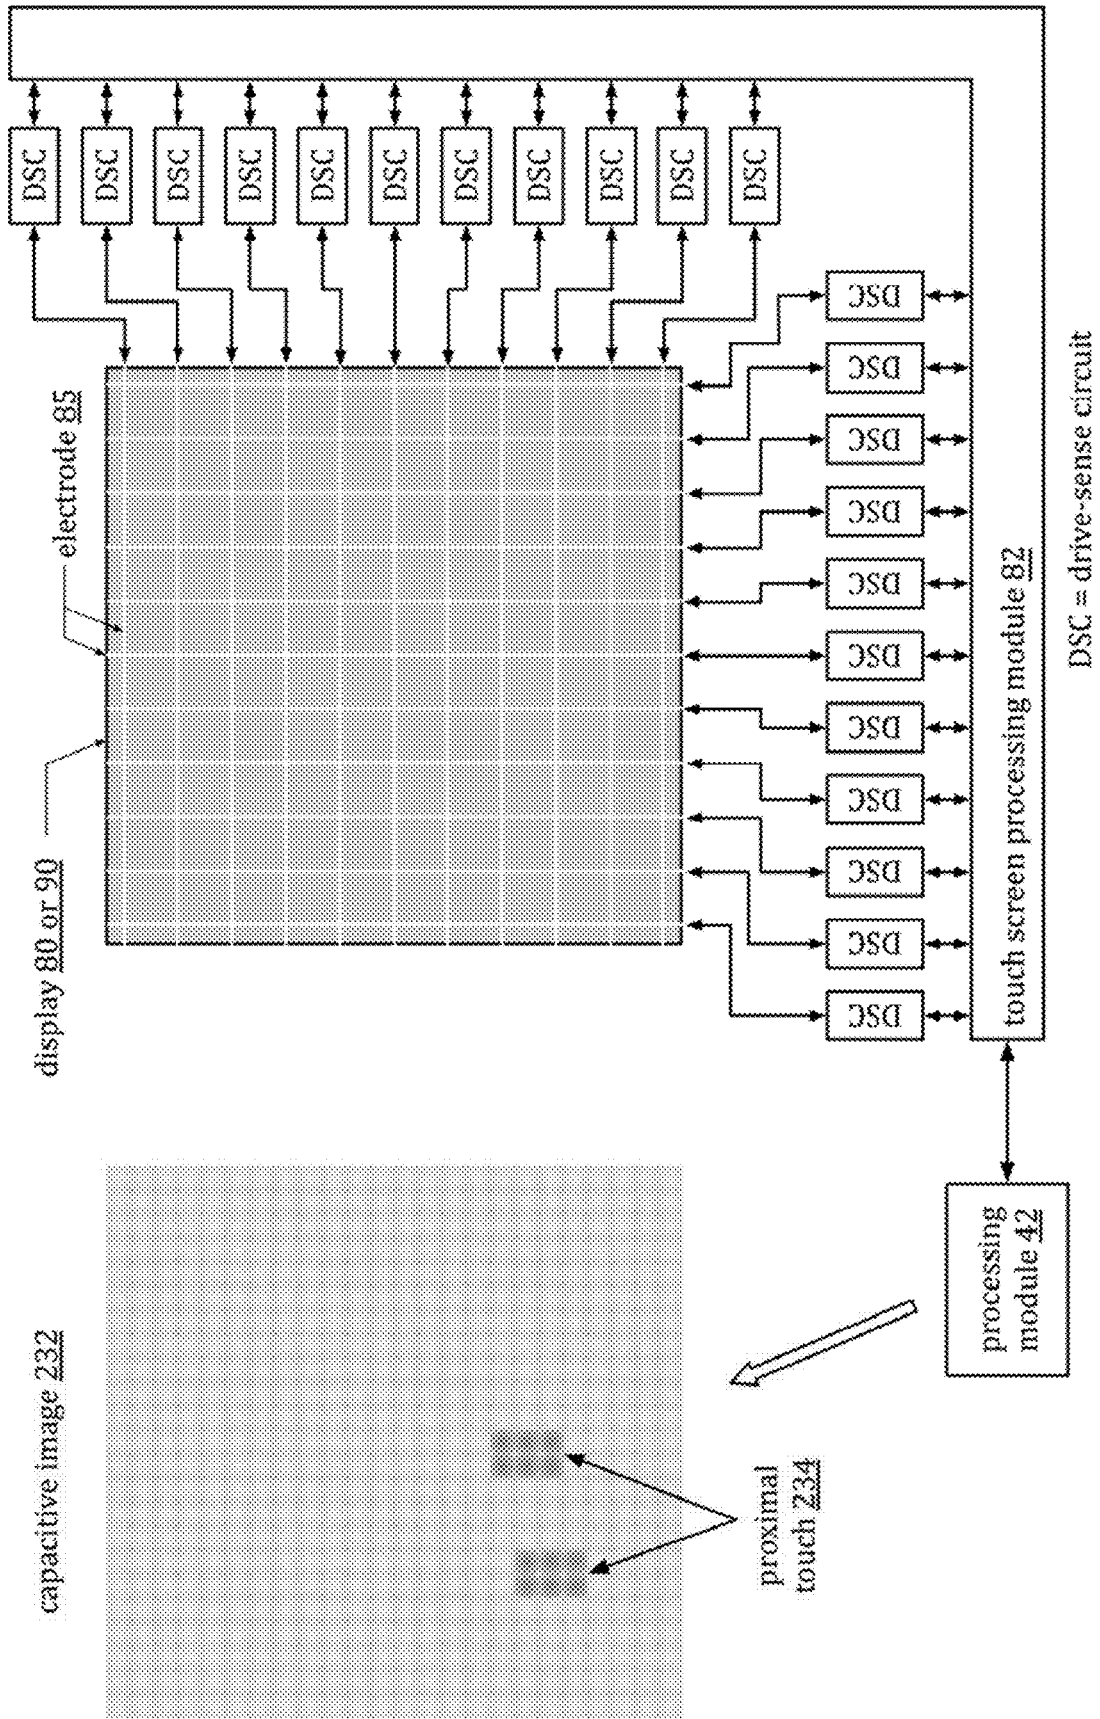 capacitive image 232
display 80 or 90
electrode 85
DSC
DSC
DSC
DSC
DSC
DSC
DSC
DSC
DSC
DSC
DSC
proximal
touch 234
DSC
DSC
DSC
DSC
DSC
DSC
DSC
DSC
DSC
DSC
DSC
processing
module 42
touch screen processing module 82
DSC = drive-sense circuit